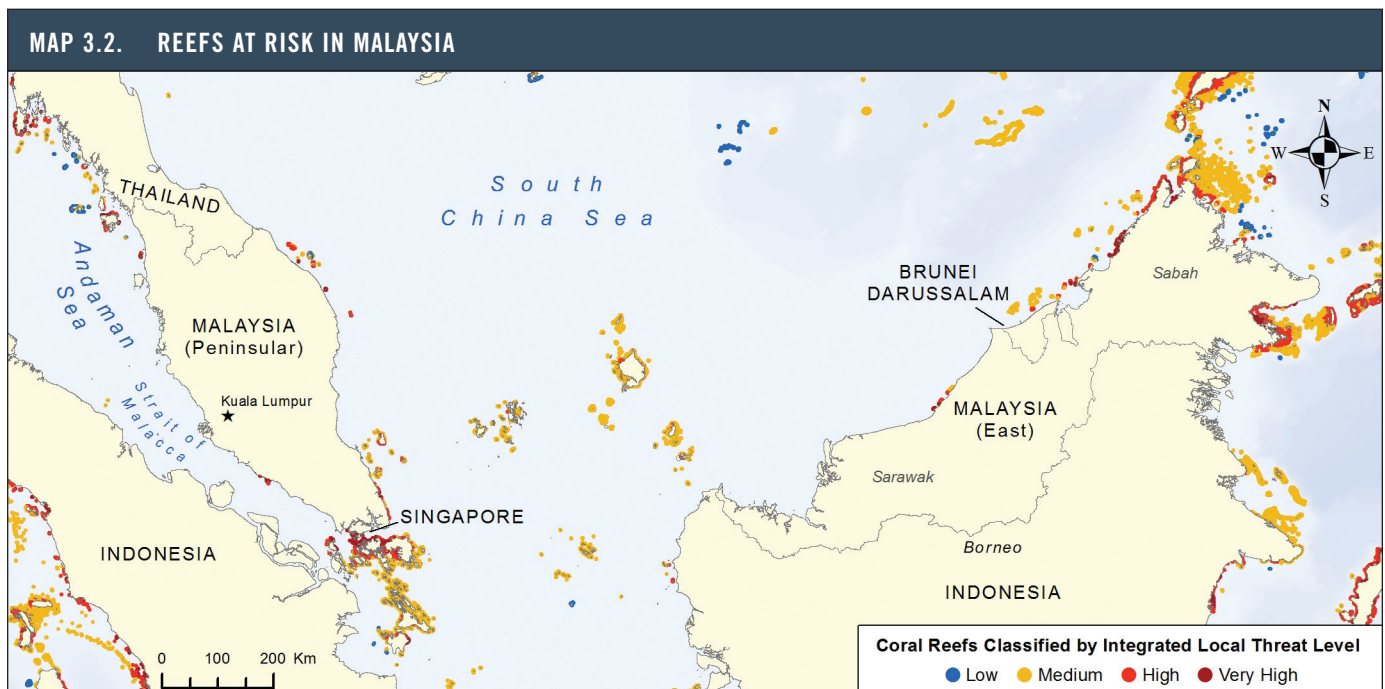 MAP 3.2. REEFS AT RISK IN MALAYSIA
N
W
E
S
THAILAND
South
China Sea
Andaman
Sea
BRUNEI
DARUSSALAM
Sabah
MALAYSIA
(Peninsular)
Kuala Lumpur
Strait of
Malacca
MALAYSIA
(East)
Sarawak
SINGAPORE
INDONESIA
Borneo
INDONESIA
0 100 200 Km
Coral Reefs Classified by Integrated Local Threat Level
Low Medium High Very High